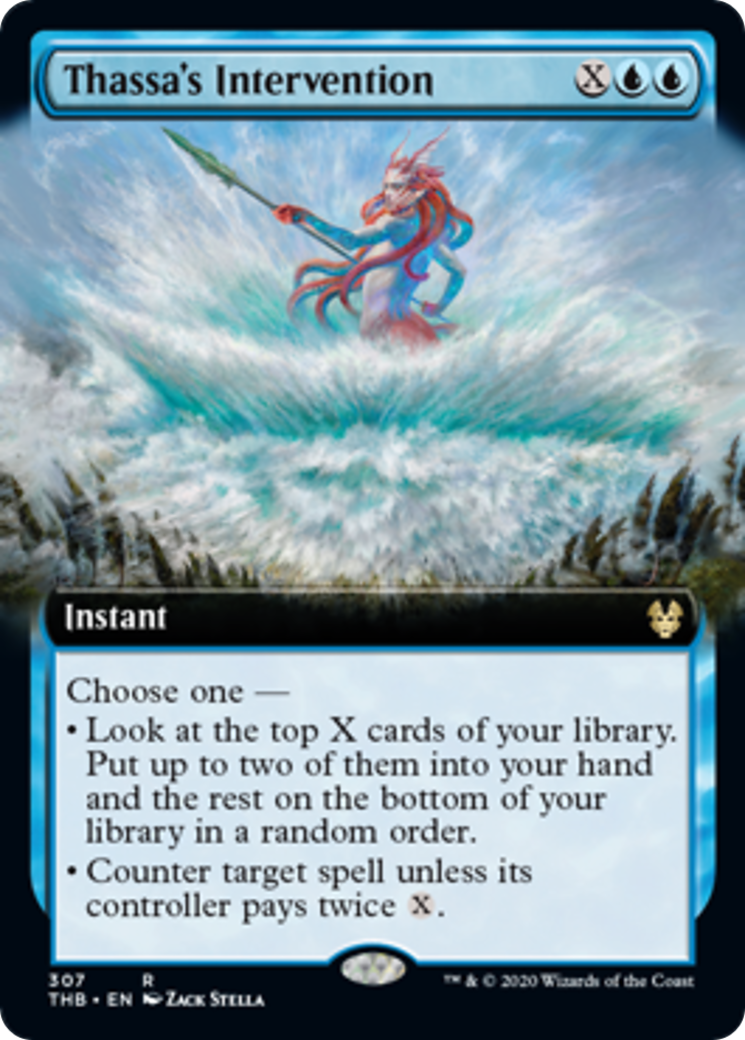 Thassa's Intervention X
Instant
Choose one —
• Look at the top X cards of your library.
Put up to two of them into your hand
and the rest on the bottom of your
library in a random order.
• Counter target spell unless its
controller pays twice X.
307 R
THB • EN Zack Stella
™ & © 2020 Wizards of the Coast